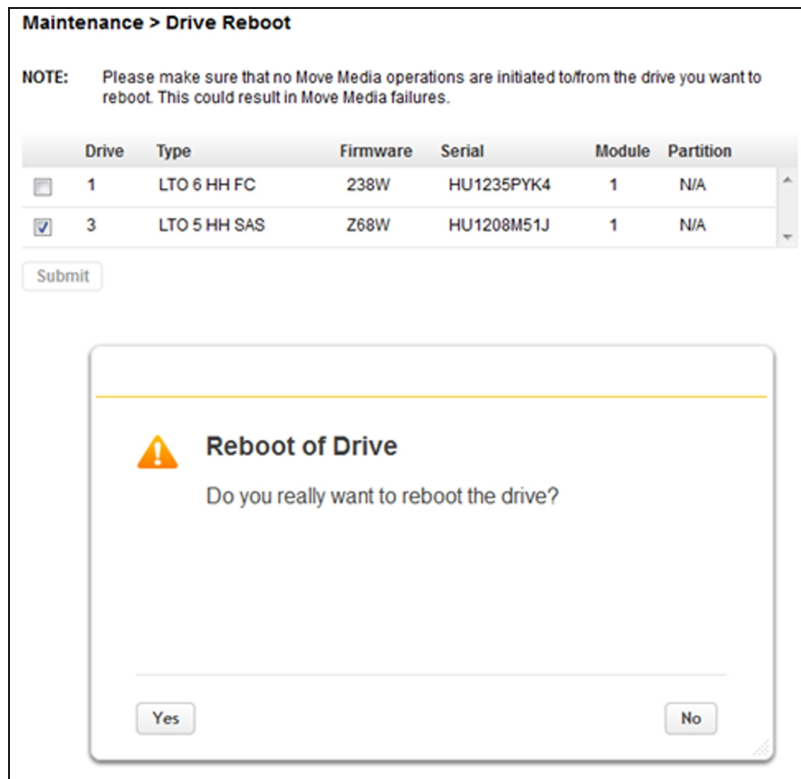 Maintenance > Drive Reboot
NOTE: Please make sure that no Move Media operations are initiated to/from the drive you want to
reboot. This could result in Move Media failures.
Drive Type Firmware Serial Module Partition
1 LTO 6 HH FC 238W HU1235PYK4 1 N/A
3 LTO 5 HH SAS Z68W HU1208M51J 1 N/A
Submit
Reboot of Drive
Do you really want to reboot the drive?
Yes No